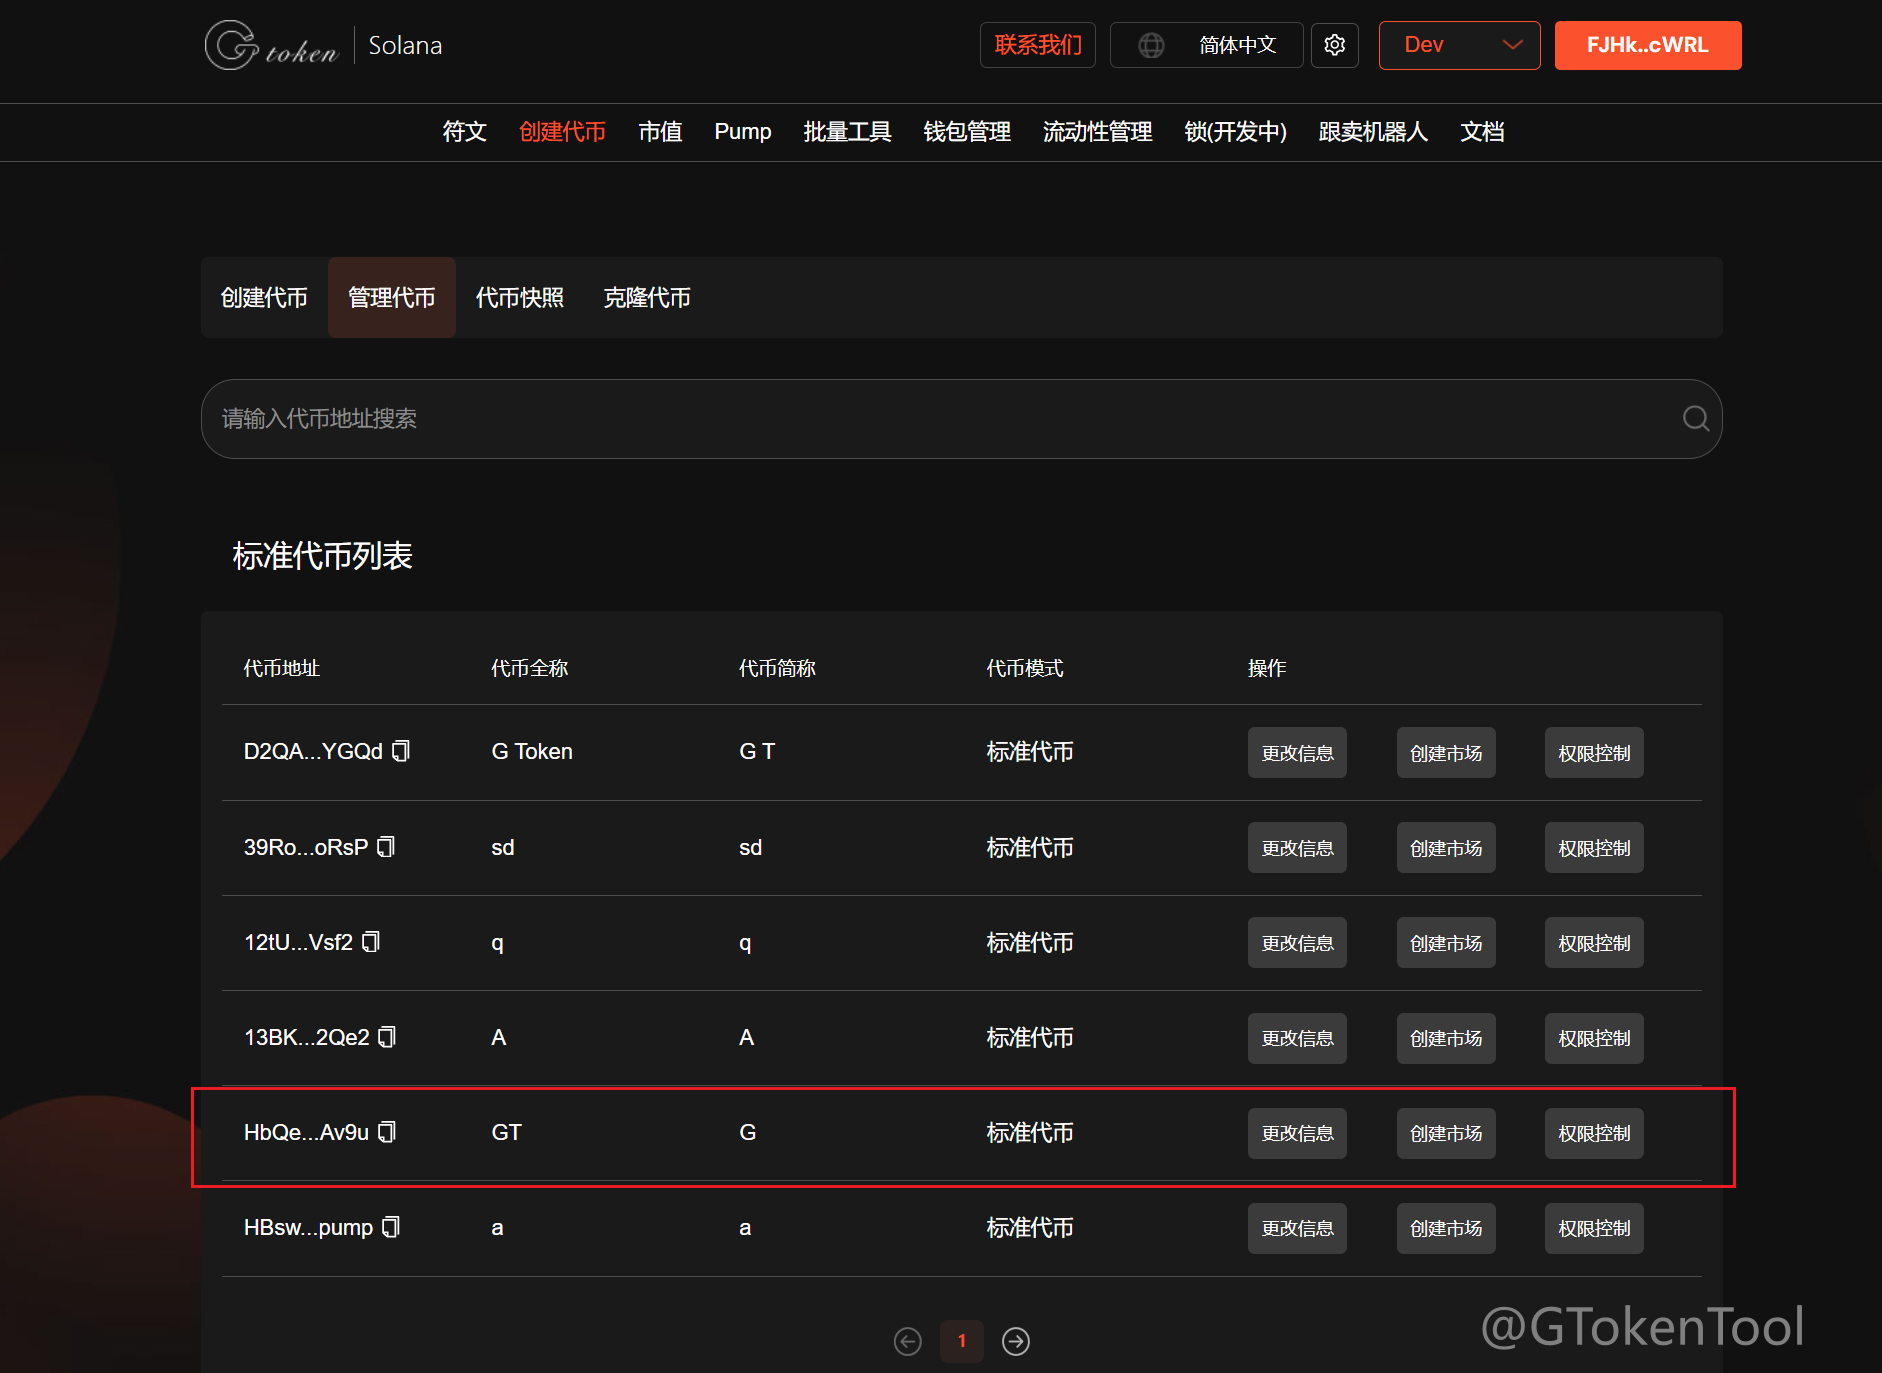 G token Solana 联系我们 简体中文 Dev FJHk..cWRL
符文 创建代币 市值 Pump 批量工具 钱包管理 流动性管理 锁(开发中) 跟卖机器人 文档
创建代币 管理代币 代币快照 克隆代币
请输入代币地址搜索
标准代币列表
代币地址 代币全称 代币简称 代币模式 操作
D2QA...YGQd G Token G T 标准代币 更改信息 创建市场 权限控制
39Ro...oRsP sd sd 标准代币 更改信息 创建市场 权限控制
12tU...Vsf2 q q 标准代币 更改信息 创建市场 权限控制
13BK...2Qe2 A A 标准代币 更改信息 创建市场 权限控制
HbQe...Av9u GT G 标准代币 更改信息 创建市场 权限控制
HBsw...pump a a 标准代币 更改信息 创建市场 权限控制
1
@GTokenTool